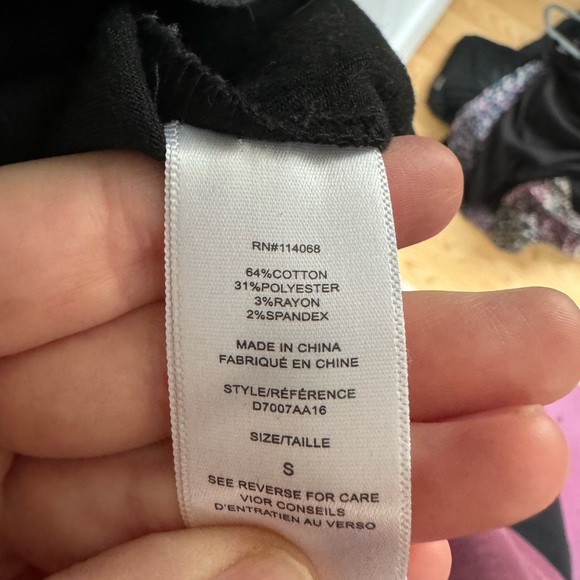 RN#114068
64%COTTON
31%POLYESTER
3%RAYON
2%SPANDEX
MADE IN CHINA
FABRIQUÉ EN CHINE
STYLE/RÉFÉRENCE
D7007AA16
SIZE/TAILLE
S
SEE REVERSE FOR CARE
VIOR CONSEILS
D'ENTRETIEN AU VERSO